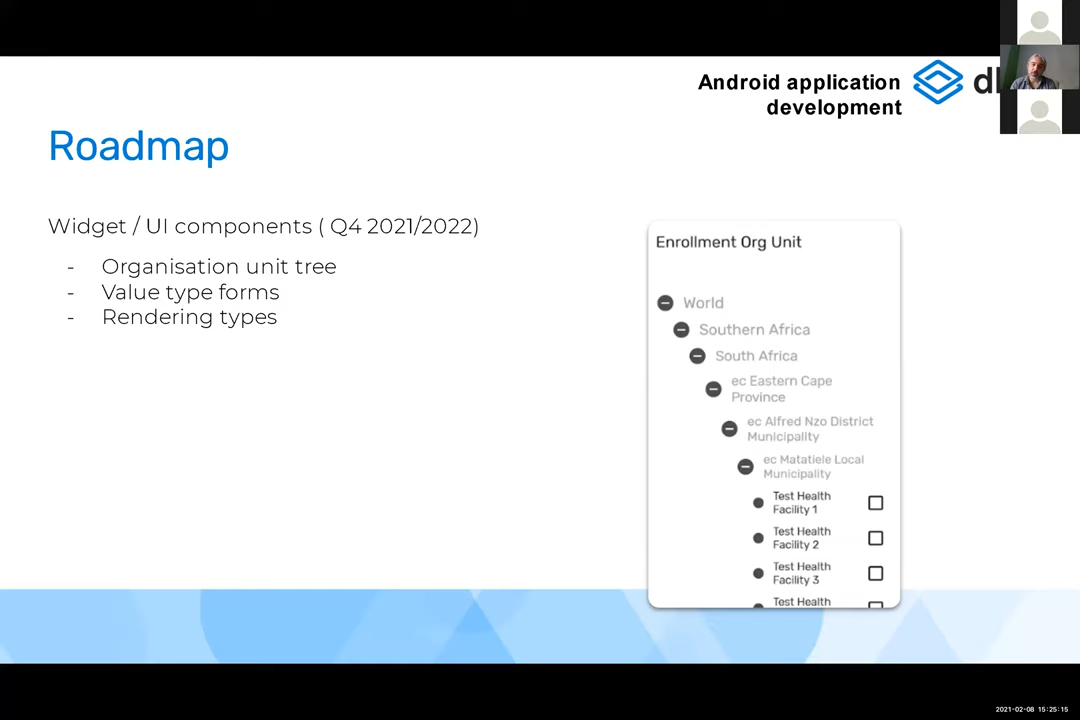 Android application
development
Roadmap
Widget / UI components ( Q4 2021/2022)
- Organisation unit tree
- Value type forms
- Rendering types
Enrollment Org Unit
World
Southern Africa
South Africa
ec Eastern Cape
Province
ec Alfred Nzo District
Municipality
ec Matatiele Local
Municipality
Test Health
Facility 1
Test Health
Facility 2
Test Health
Facility 3
Test Health
2021-02-08 15:25:15